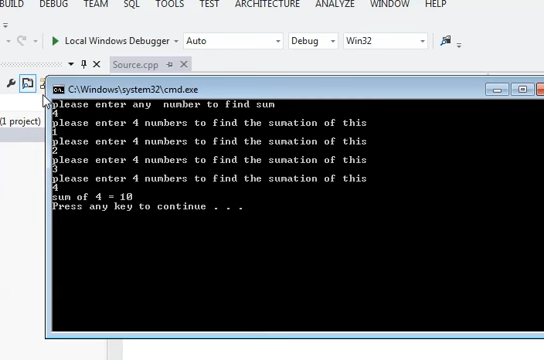 BUILD DEBUG TEAM SQL TOOLS TEST ARCHITECTURE ANALYZE WINDOW HELP
Local Windows Debugger Auto Debug Win32
Source.cpp
C:\Windows\system32\cmd.exe
please enter any number to find sum
4
please enter 4 numbers to find the sumation of this
1
please enter 4 numbers to find the sumation of this
2
please enter 4 numbers to find the sumation of this
3
please enter 4 numbers to find the sumation of this
4
sum of 4 = 10
Press any key to continue . . .
(1 project)